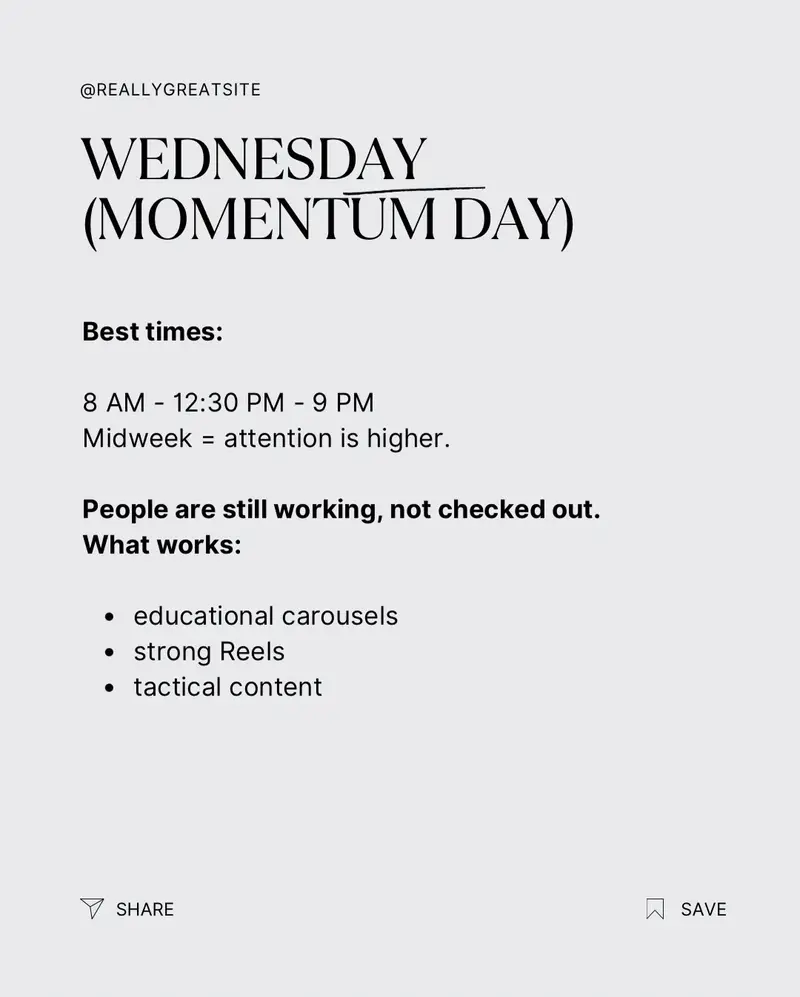 @REALLYGREATSITE
WEDNESDAY
(MOMENTUM DAY)
Best times:
8 AM - 12:30 PM - 9 PM
Midweek = attention is higher.
People are still working, not checked out.
What works:
• educational carousels
• strong Reels
• tactical content
SHARE
SAVE